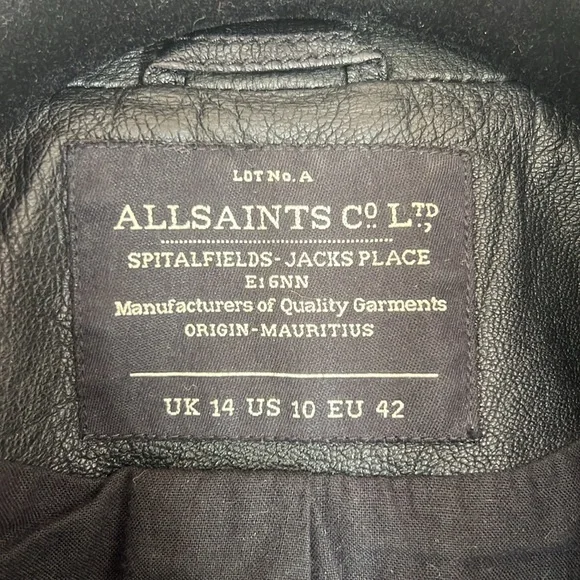 LOT No. A
ALLSAINTS Cº LTD
SPITALFIELDS-JACKS PLACE
E16NN
Manufacturers of Quality Garments
ORIGIN-MAURITIUS
UK 14 US 10 EU 42